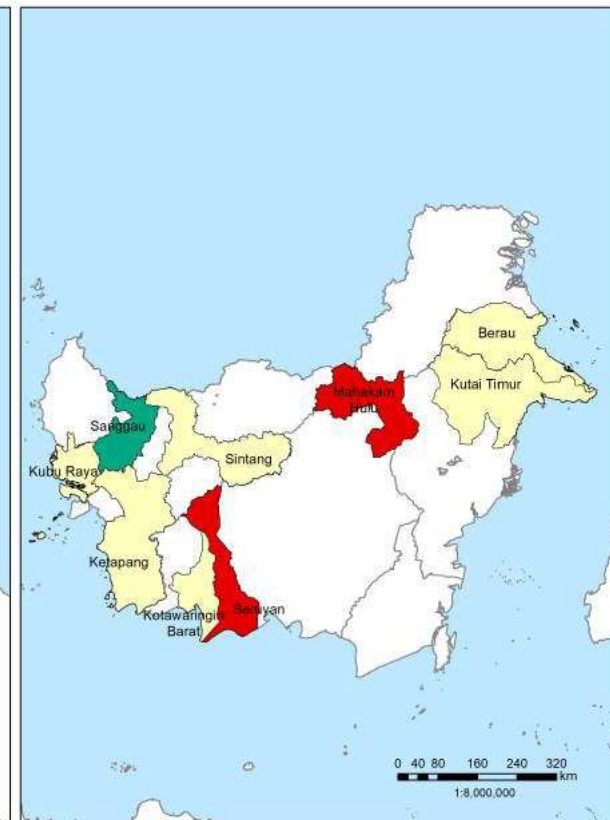 Berau
Kutai Timur
Mahakam
Hulu
Sanggau
Sintang
Kubu Raya
Ketapang
Kotawaringin
Barat
Seruyan
0 40 80 160 240 320
km
1:8,000,000